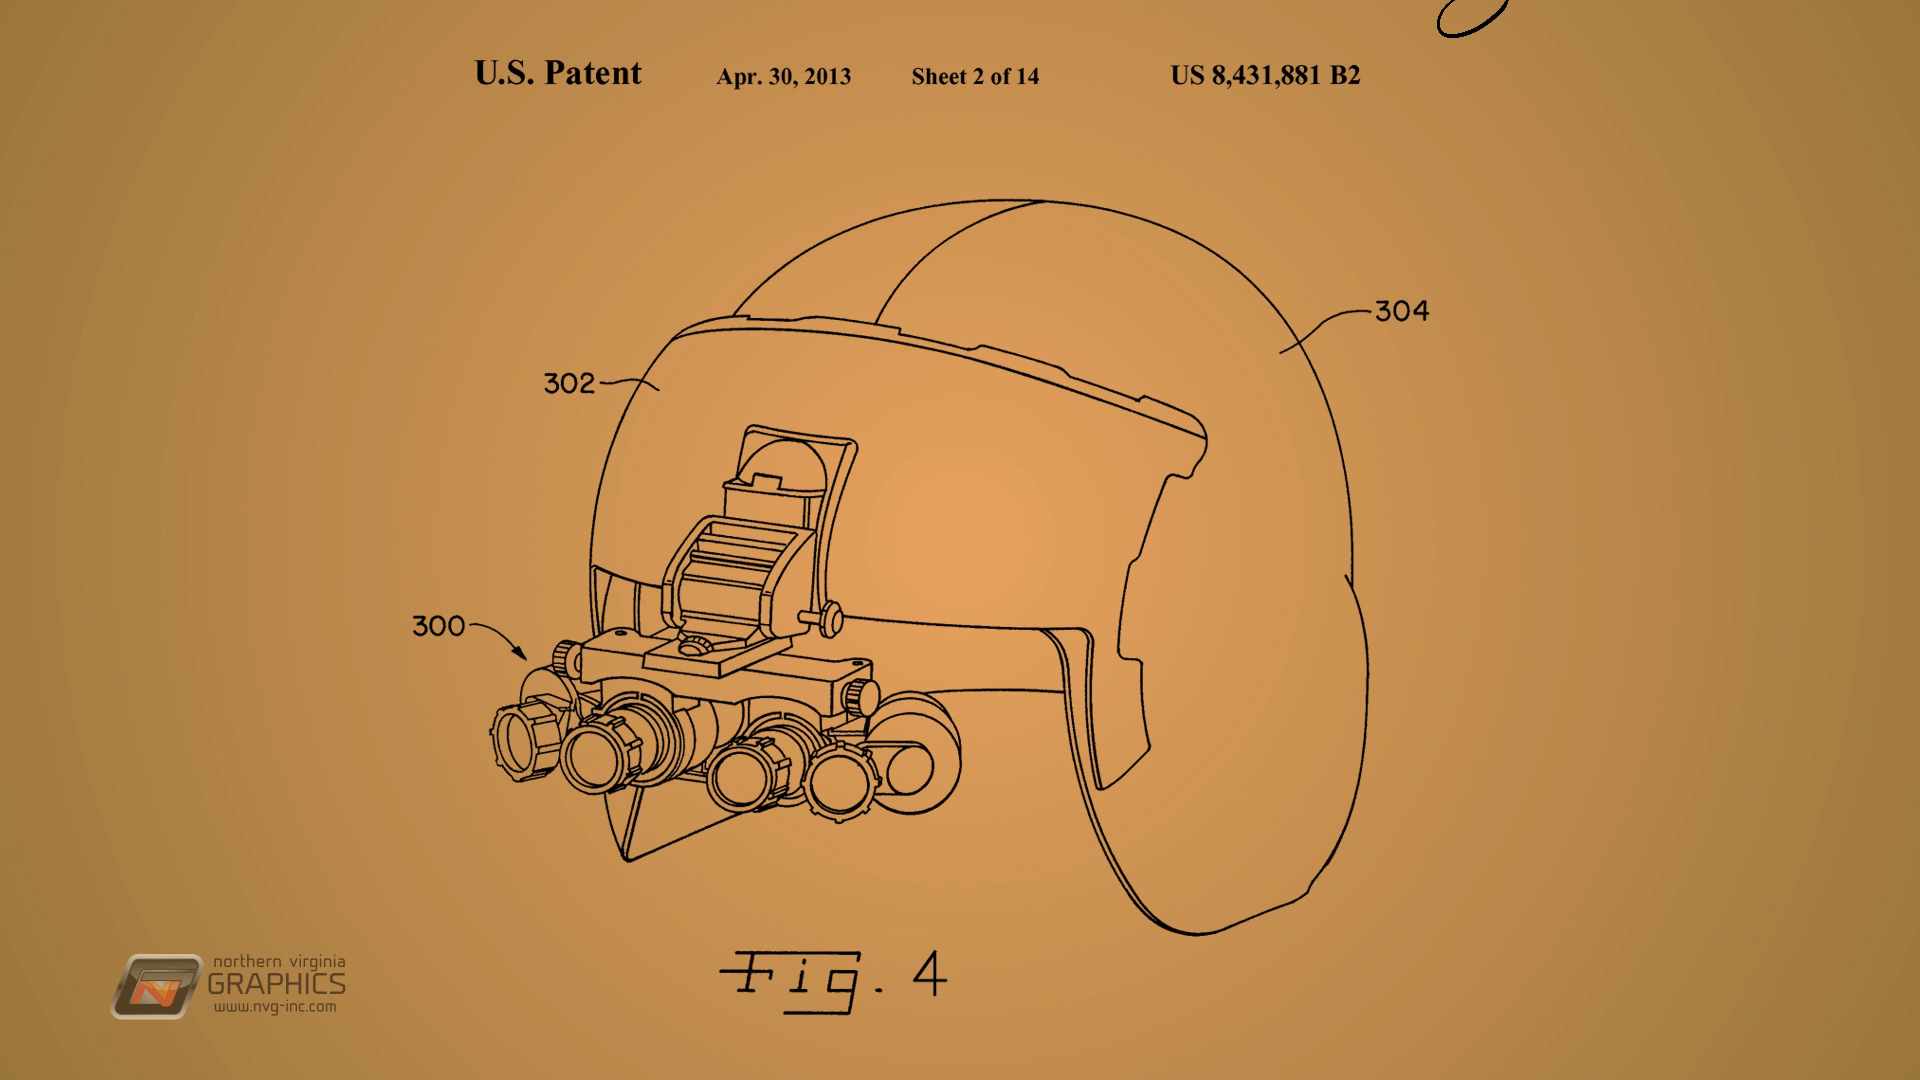 U.S. Patent Apr. 30, 2013 Sheet 2 of 14 US 8,431,881 B2
304
302
300
Fig. 4
northern virginia
GRAPHICS
www.nvg-inc.com